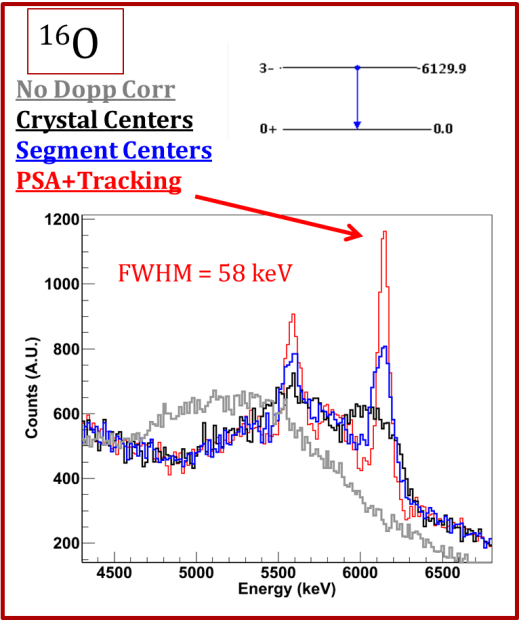 16O
No Dopp Corr
Crystal Centers
Segment Centers
PSA+Tracking
3- -6129.9
0+ 0.0
FWHM = 58 keV
Counts (A.U.)
1200
1000
800
600
400
200
4500 5000 5500 6000 6500
Energy (keV)